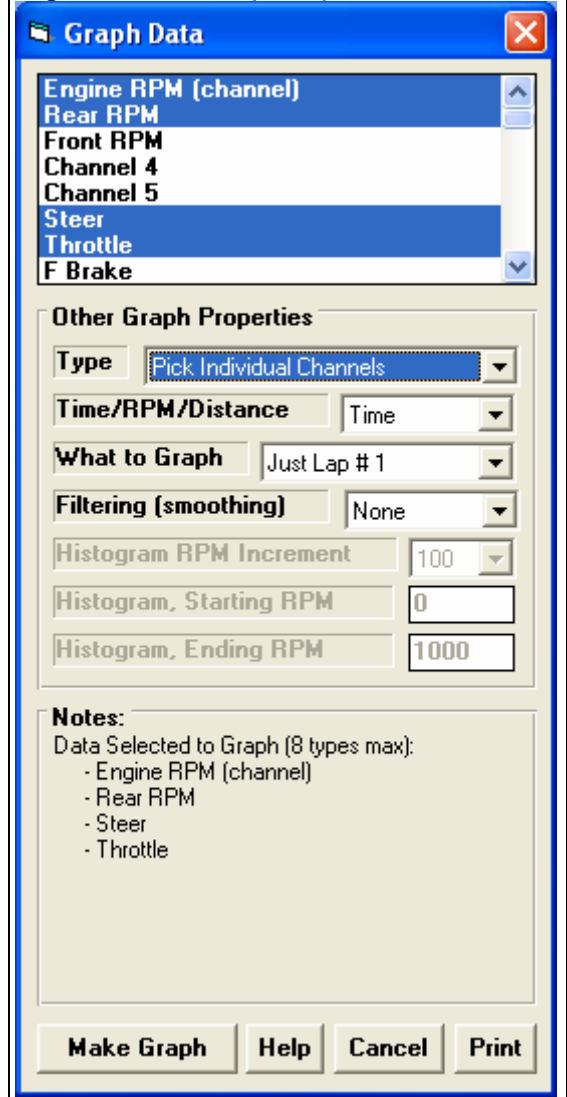 Graph Data
Engine RPM (channel)
Rear RPM
Front RPM
Channel 4
Channel 5
Steer
Throttle
F Brake
Other Graph Properties
Type Pick Individual Channels
Time/RPM/Distance Time
What to Graph Just Lap # 1
Filtering (smoothing) None
Histogram RPM Increment 100
Histogram, Starting RPM 0
Histogram, Ending RPM 1000
Notes:
Data Selected to Graph (8 types max):
- Engine RPM (channel)
- Rear RPM
- Steer
- Throttle
Make Graph Help Cancel Print